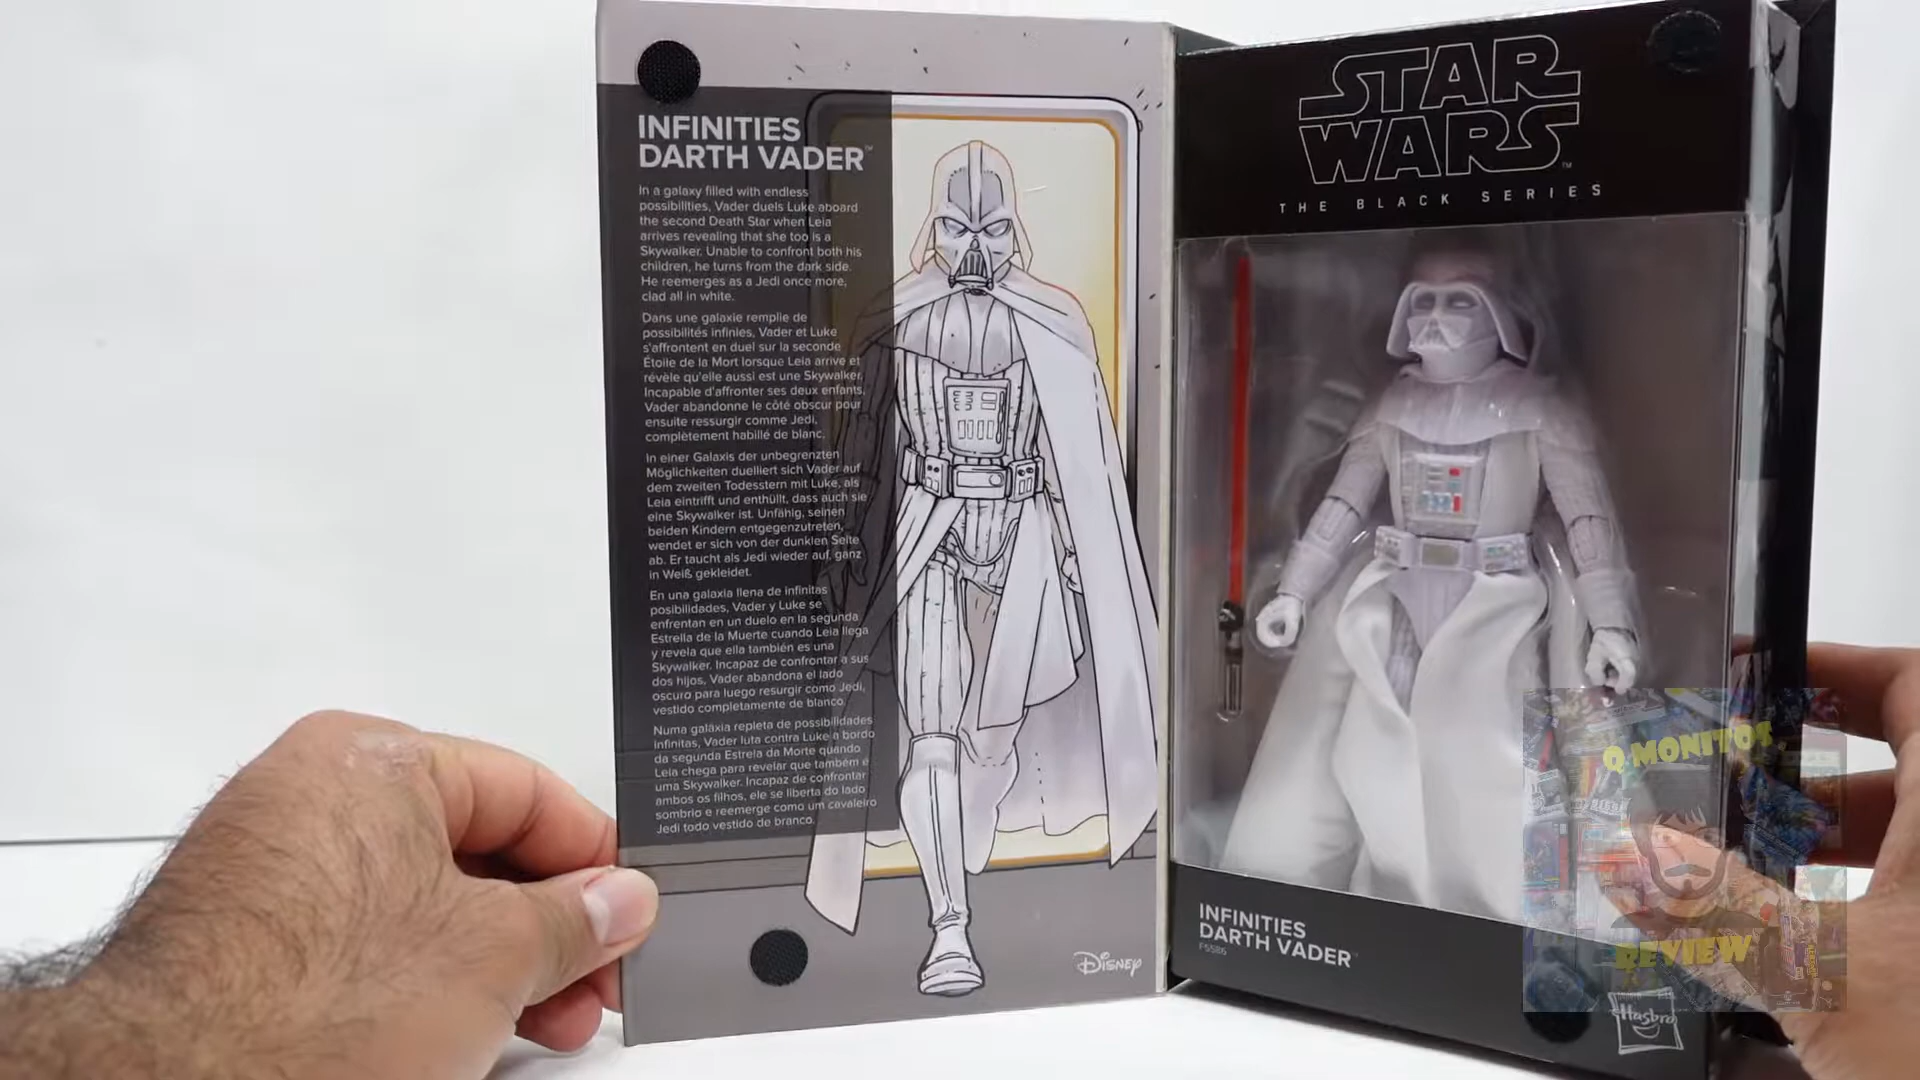 INFINITIES
DARTH VADER™
In a galaxy filled with endless
possibilities, Vader duels Luke aboard
the second Death Star when Leia
arrives revealing that she too is a
Skywalker. Unable to confront both his
children, he turns from the dark side.
He reemerges as a Jedi once more,
clad all in white.
Dans une galaxie remplie de
possibilités infinies, Vader et Luke
s'affrontent en duel sur la seconde
Étoile de la Mort lorsque Leia arrive et
révèle qu'elle aussi est une Skywalker.
Incapable d'affronter ses deux enfants,
Vader abandonne le côté obscur pour
ensuite ressurgir comme Jedi,
complètement habillé de blanc.
In einer Galaxis der unbegrenzten
Möglichkeiten duelliert sich Vader auf
dem zweiten Todesstern mit Luke, als
Leia eintrifft und enthüllt, dass auch sie
eine Skywalker ist. Unfähig, seinen
beiden Kindern entgegenzutreten,
wendet er sich von der dunklen Seite
ab. Er taucht als Jedi wieder auf, ganz
in Weiß gekleidet.
En una galaxia llena de infinitas
posibilidades, Vader y Luke se
enfrentan en un duelo en la segunda
Estrella de la Muerte cuando Leia llega
y revela que ella también es una
Skywalker. Incapaz de confrontar a sus
dos hijos, Vader abandona el lado
oscuro para luego resurgir como Jedi,
vestido completamente de blanco.
Numa galáxia repleta de possibilidades
infinitas, Vader luta contra Luke a bordo
da segunda Estrela da Morte quando
Leia chega para revelar que também é
uma Skywalker. Incapaz de confrontar
ambos os filhos, ele se liberta do lado
sombrio e reemerge como um cavaleiro
Jedi todo vestido de branco.
Disney
STAR
WARS™
THE BLACK SERIES
INFINITIES
DARTH VADER™
F5586
Hasbro
Q MONITOS
REVIEW